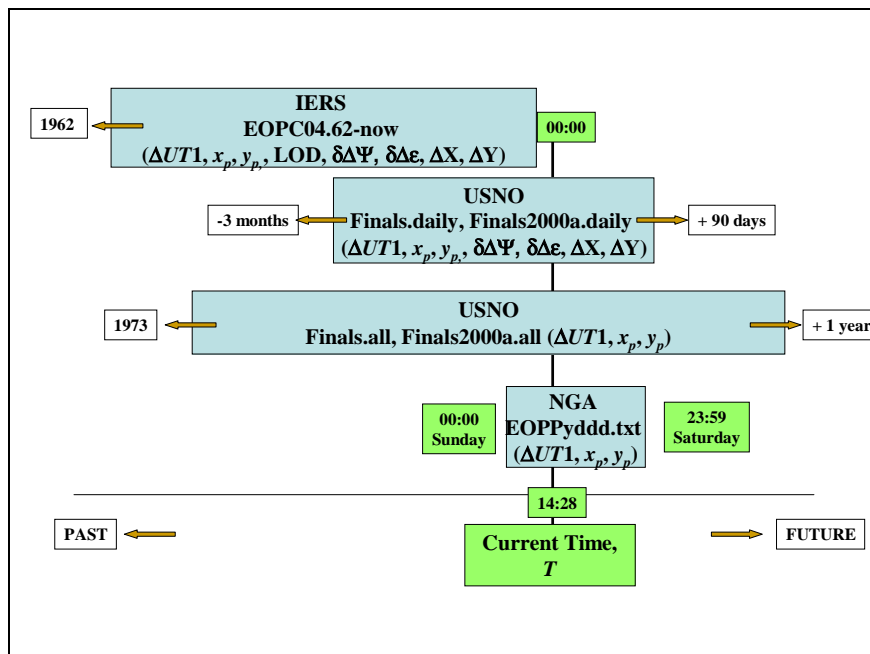 IERS
EOPC04.62-now
(ΔUT1, xp, yp, LOD, δΔΨ, δΔε, ΔX, ΔY)
1962
00:00
USNO
Finals.daily, Finals2000a.daily
(ΔUT1, xp, yp, δΔΨ, δΔε, ΔX, ΔY)
-3 months
+ 90 days
USNO
Finals.all, Finals2000a.all (ΔUT1, xp, yp)
1973
+ 1 year
NGA
EOPPyddd.txt
(ΔUT1, xp, yp)
00:00
Sunday
23:59
Saturday
14:28
PAST
Current Time,
T
FUTURE